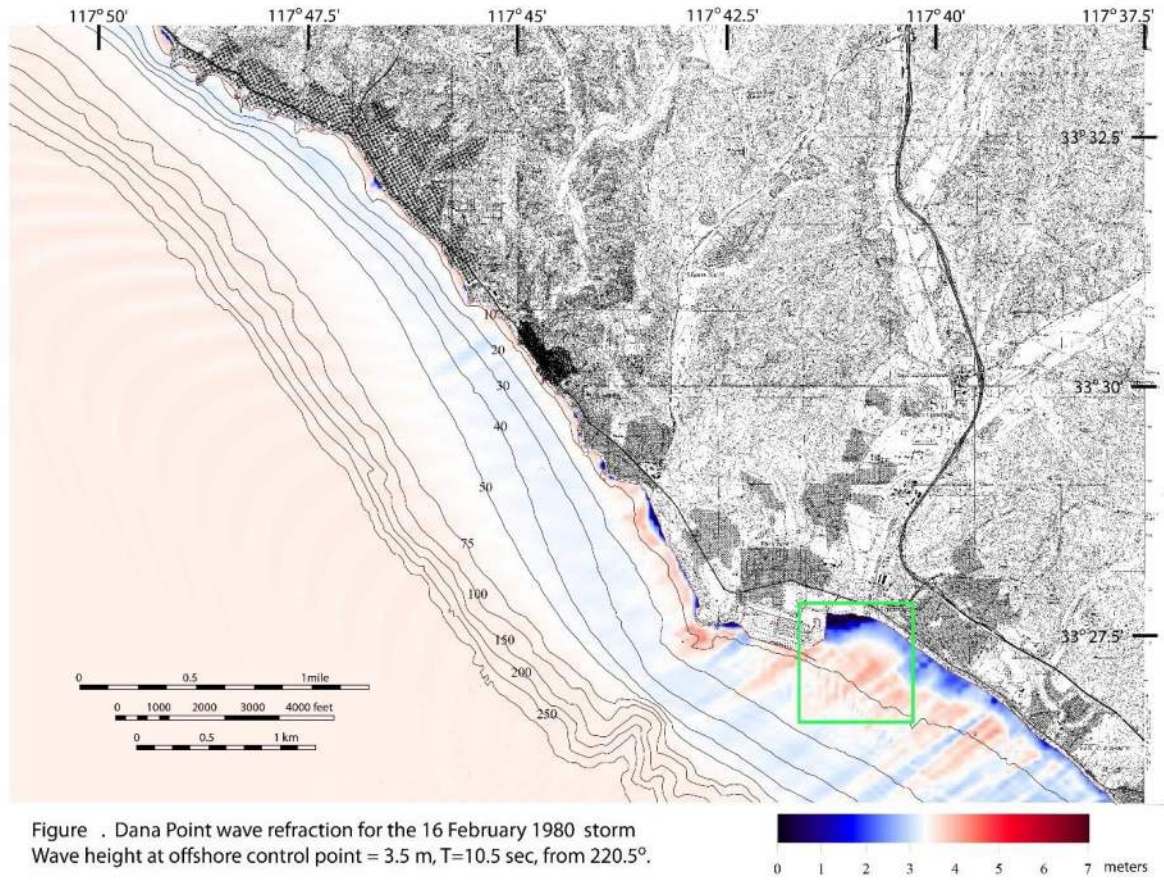 117° 50' 117° 47.5' 117° 45' 117° 42.5' 117° 40' 117° 37.5'
33° 32.5'
33° 30'
33° 27.5'
10
20
30
40
50
75
100
150
200
250
0 0.5 1mile
0 1000 2000 3000 4000 feet
0 0.5 1 km
Figure . Dana Point wave refraction for the 16 February 1980 storm
Wave height at offshore control point = 3.5 m, T=10.5 sec, from 220.5°.
0 1 2 3 4 5 6 7 meters